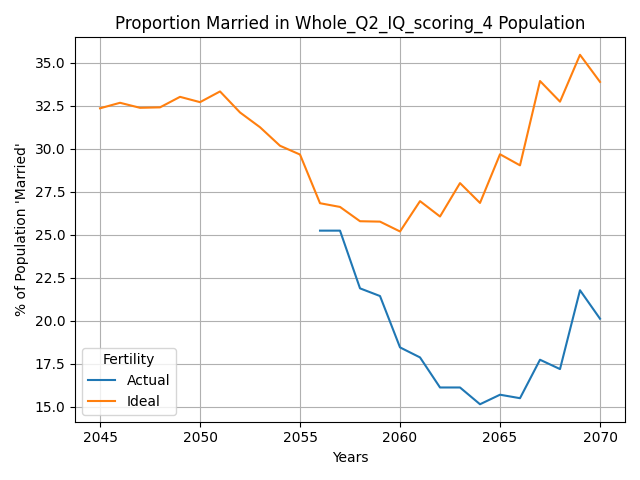 Proportion Married in Whole_Q2_IQ_scoring_4 Population
% of Population 'Married'
35.0
32.5
30.0
27.5
25.0
22.5
20.0
17.5
15.0
Fertility
Actual
Ideal
2045 2050 2055 2060 2065 2070
Years